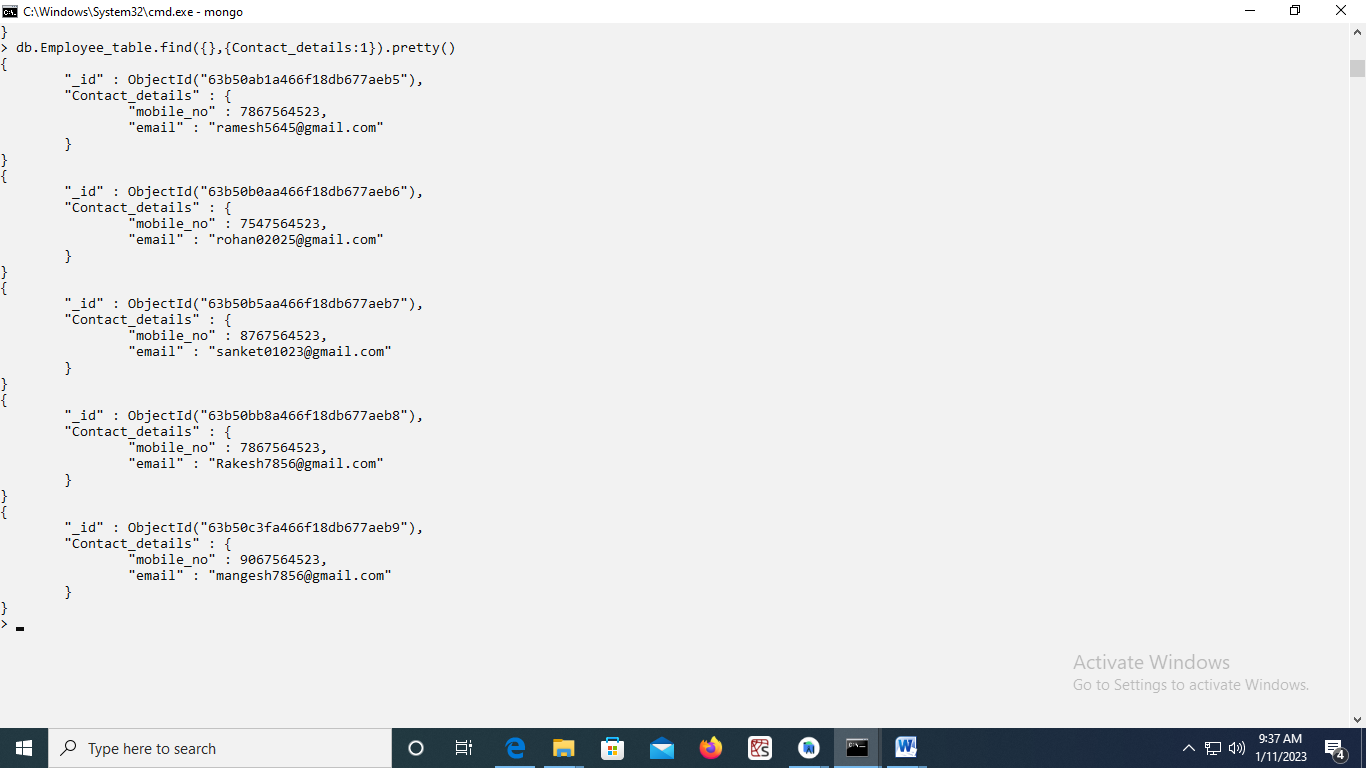 C:\Windows\System32\cmd.exe - mongo
}
> db.Employee_table.find({},{Contact_details:1}).pretty()
{
        "_id" : ObjectId("63b50ab1a466f18db677aeb5"),
        "Contact_details" : {
                "mobile_no" : 7867564523,
                "email" : "ramesh5645@gmail.com"
        }
}
{
        "_id" : ObjectId("63b50b0aa466f18db677aeb6"),
        "Contact_details" : {
                "mobile_no" : 7547564523,
                "email" : "rohan02025@gmail.com"
        }
}
{
        "_id" : ObjectId("63b50b5aa466f18db677aeb7"),
        "Contact_details" : {
                "mobile_no" : 8767564523,
                "email" : "sanket01023@gmail.com"
        }
}
{
        "_id" : ObjectId("63b50bb8a466f18db677aeb8"),
        "Contact_details" : {
                "mobile_no" : 7867564523,
                "email" : "Rakesh7856@gmail.com"
        }
}
{
        "_id" : ObjectId("63b50c3fa466f18db677aeb9"),
        "Contact_details" : {
                "mobile_no" : 9067564523,
                "email" : "mangesh7856@gmail.com"
        }
}
>
Activate Windows
Go to Settings to activate Windows.
Type here to search
9:37 AM
1/11/2023
4